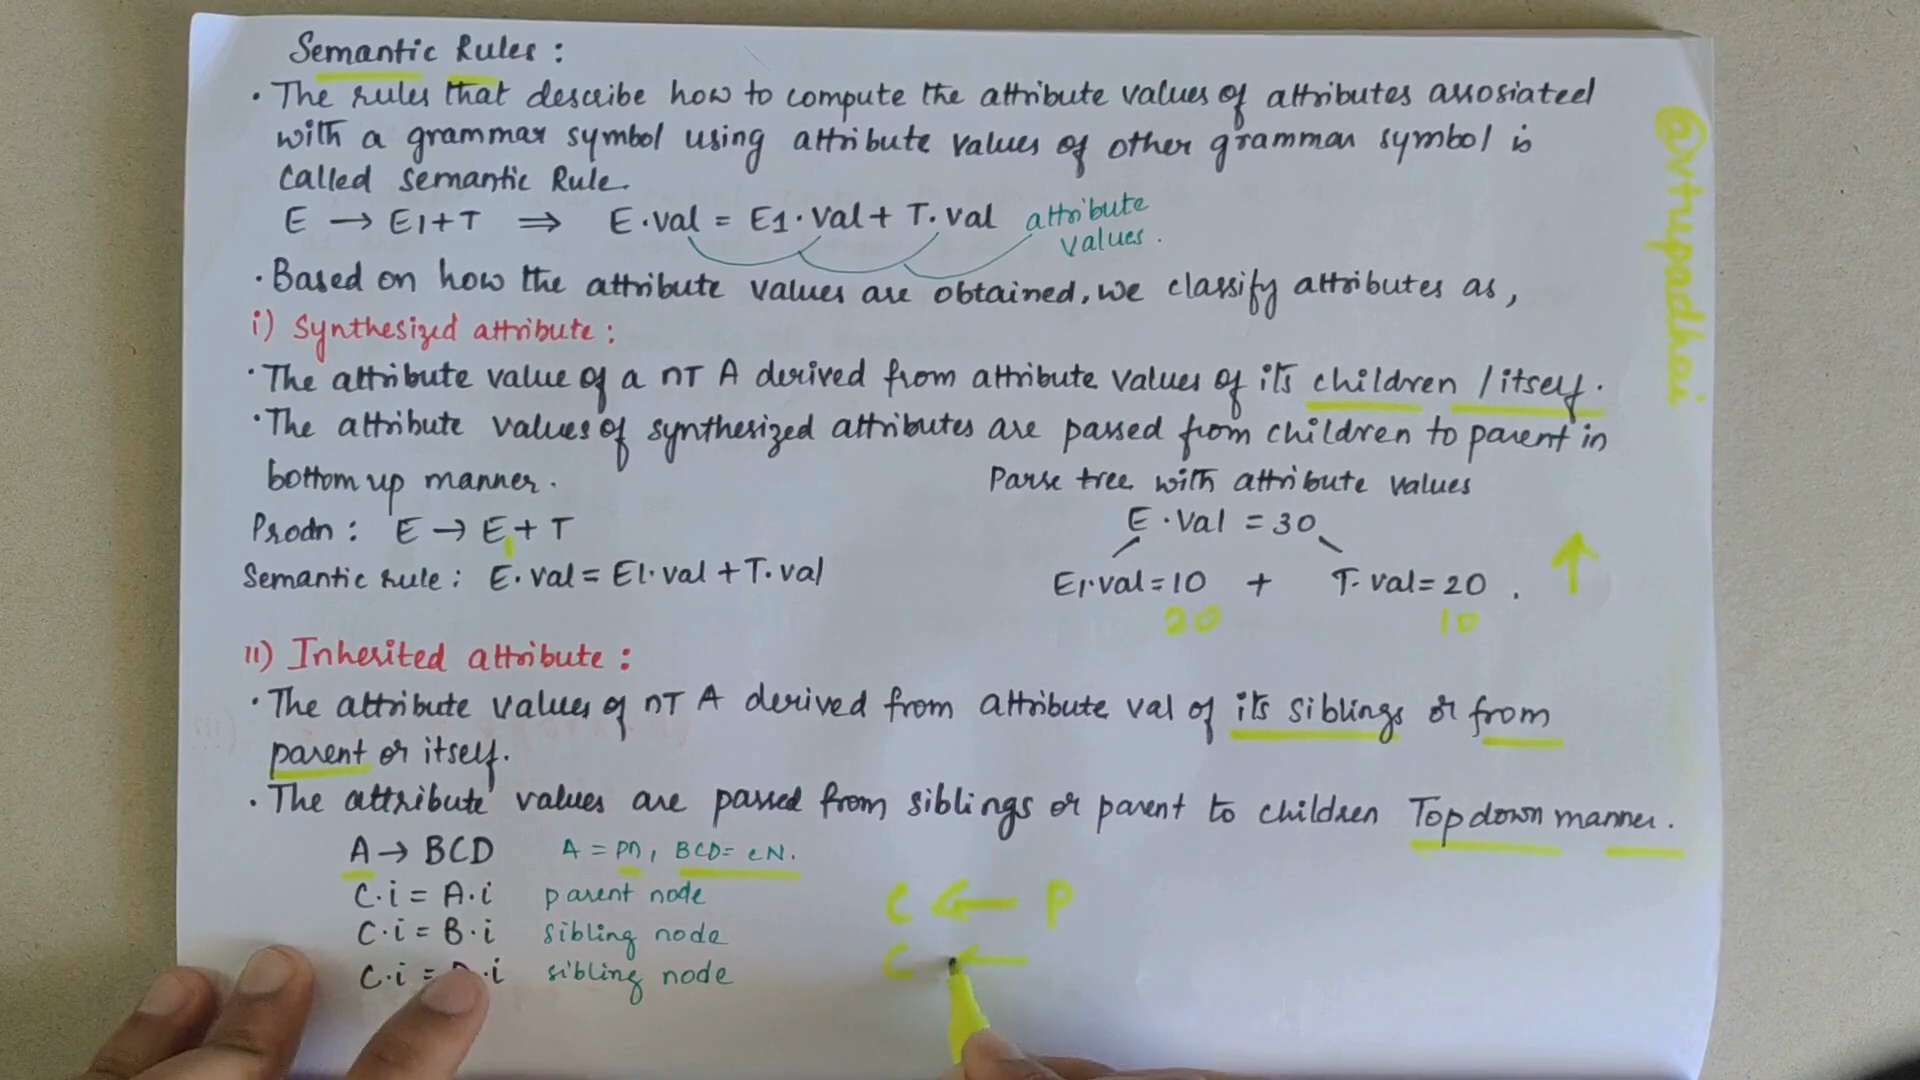 Semantic Rules :
• The rules that describe how to compute the attribute values of attributes assosiated
with a grammar symbol using attribute values of other grammar symbol is
called semantic Rule.
E → E1+T ⇒ E.val = E1.val + T.val attribute
values.
• Based on how the attribute values are obtained, we classify attributes as,
i) Synthesized attribute :
• The attribute value of a nT A derived from attribute values of its children / itself.
• The attribute values of synthesized attributes are passed from children to parent in
bottom up manner.
Parse tree with attribute values
Prodn : E → E1 + T
E.Val = 30
Semantic rule : E.val = E1.val + T.val
E1.val=10 + T.val=20 .
20 10
ii) Inherited attribute :
• The attribute values of nT A derived from attribute val of its siblings or from
parent or itself.
• The attribute values are passed from siblings or parent to children Top down manner.
A → BCD A = PN, BCD = CN.
C.i = A.i parent node
C ← P
C.i = B.i sibling node
C ←
C.i = .i sibling node
@vtupadhai